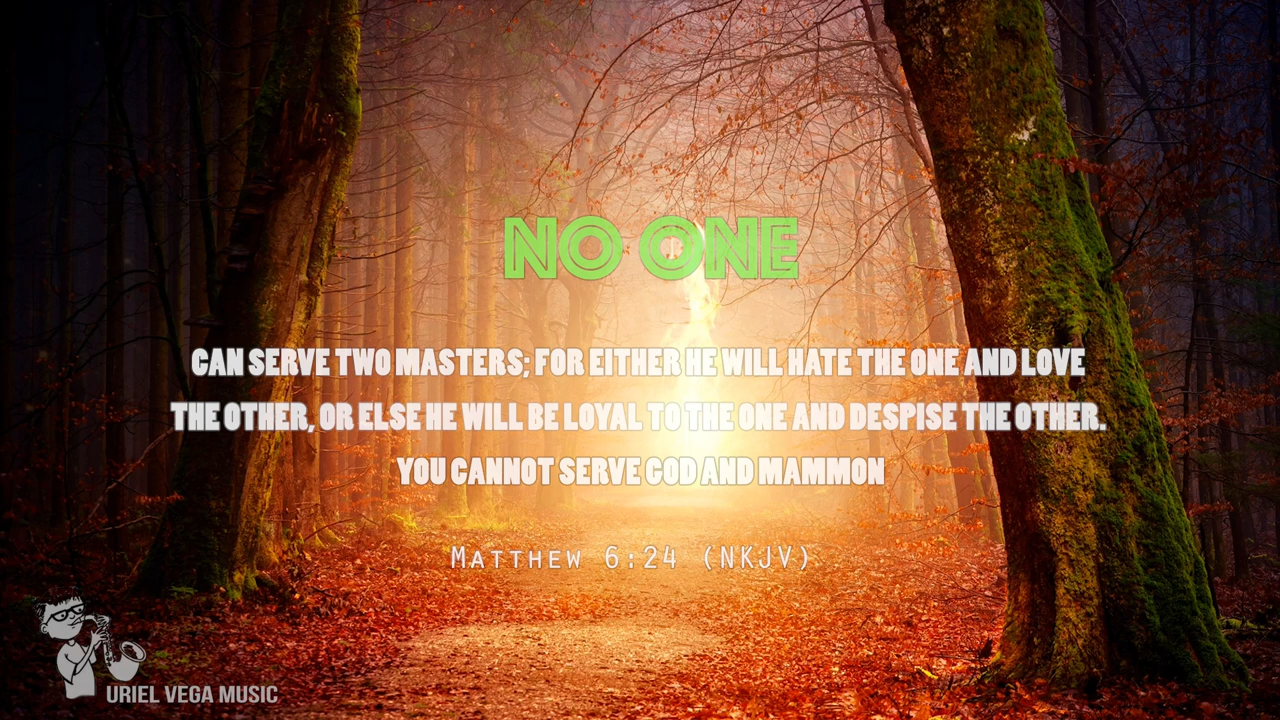 NO ONE
CAN SERVE TWO MASTERS; FOR EITHER HE WILL HATE THE ONE AND LOVE
THE OTHER, OR ELSE HE WILL BE LOYAL TO THE ONE AND DESPISE THE OTHER.
YOU CANNOT SERVE GOD AND MAMMON
Matthew 6:24 (NKJV)
URIEL VEGA MUSIC